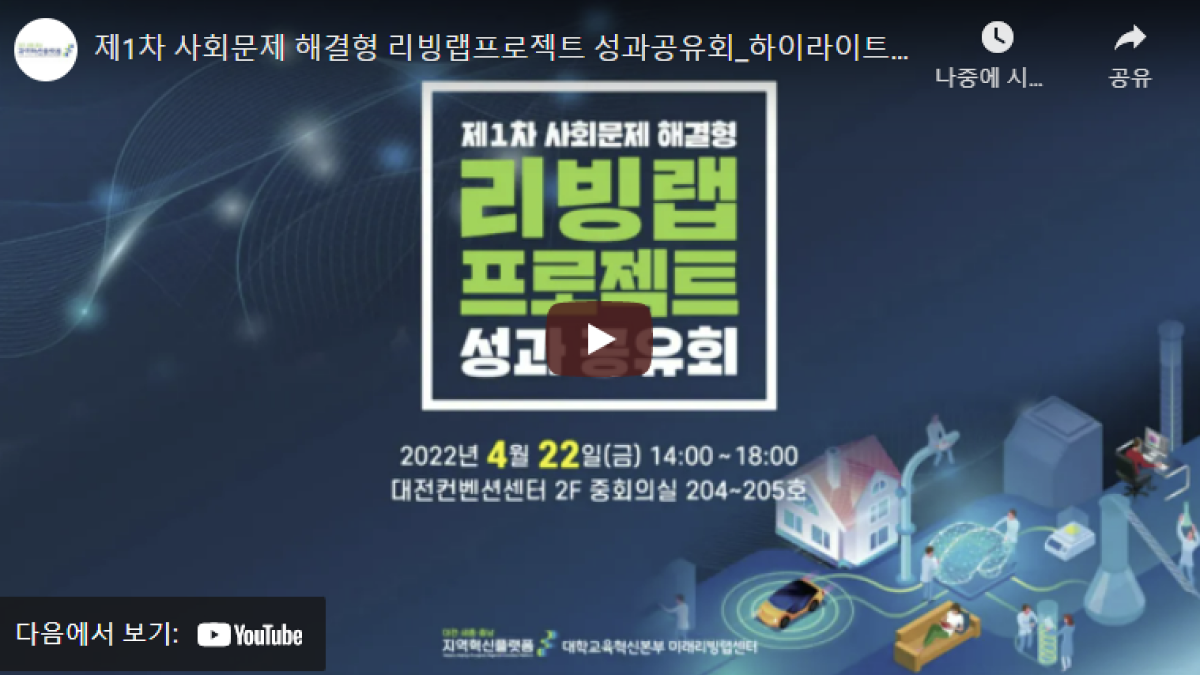 제1차 사회문제 해결형 리빙랩프로젝트 성과공유회_하이라이트...
나중에 시...
공유
제1차 사회문제 해결형
리빙랩
프로젝트
성과 공유회
2022년 4월 22일(금) 14:00 ~ 18:00
대전컨벤션센터 2F 중회의실 204~205호
다음에서 보기: YouTube
대전·세종·충남
지역혁신플랫폼 대학교육혁신본부 미래리빙랩센터